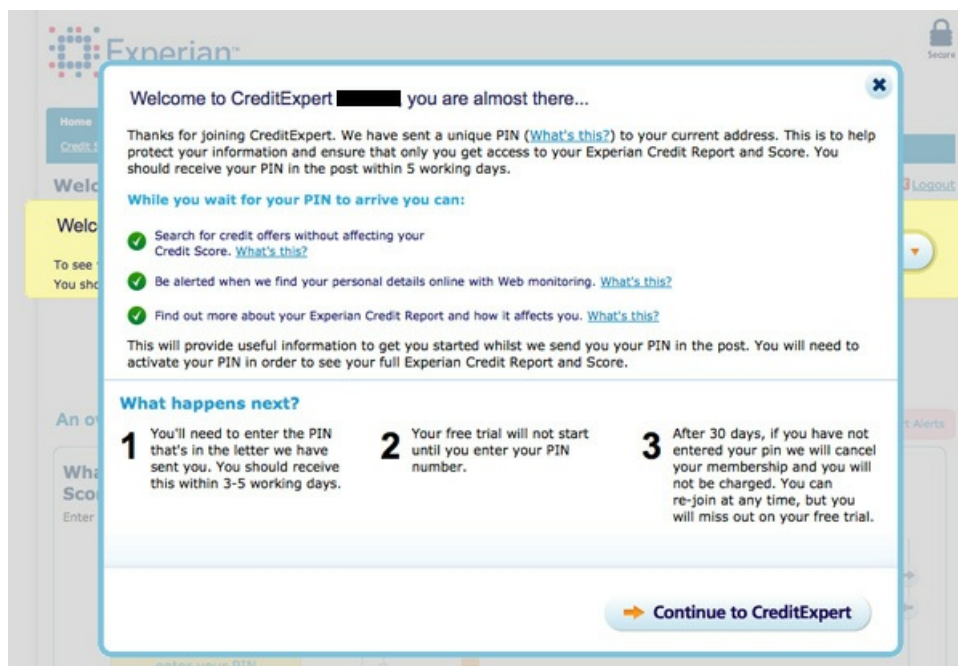 Experian™
Secure
Welcome to CreditExpert , you are almost there...
Home
Thanks for joining CreditExpert. We have sent a unique PIN (What's this?) to your current address. This is to help
protect your information and ensure that only you get access to your Experian Credit Report and Score. You
should receive your PIN in the post within 5 working days.
Logout
While you wait for your PIN to arrive you can:
Search for credit offers without affecting your
Credit Score. What's this?
To see
Be alerted when we find your personal details online with Web monitoring. What's this?
Find out more about your Experian Credit Report and how it affects you. What's this?
This will provide useful information to get you started whilst we send you your PIN in the post. You will need to
activate your PIN in order to see your full Experian Credit Report and Score.
What happens next?
1 You'll need to enter the PIN
that's in the letter we have
sent you. You should receive
this within 3-5 working days.
2 Your free trial will not start
until you enter your PIN
number.
3 After 30 days, if you have not
entered your pin we will cancel
your membership and you will
not be charged. You can
re-join at any time, but you
will miss out on your free trial.
Alerts
Enter
Continue to CreditExpert
enter your PIN